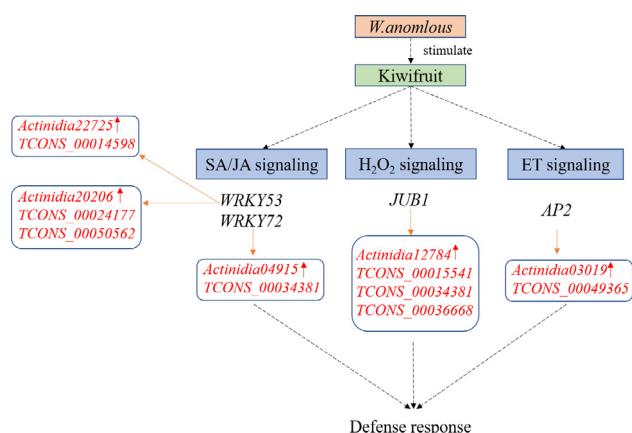 W.anomlous
stimulate
Kiwifruit
Actinidia22725↑
TCONS_00014598
SA/JA signaling
H₂O₂ signaling
ET signaling
Actinidia20206↑
TCONS_00024177
TCONS_00050562
WRKY53
WRKY72
JUB1
AP2
Actinidia04915↑
TCONS_00034381
Actinidia12784↑
TCONS_00015541
TCONS_00034381
TCONS_00036668
Actinidia03019↑
TCONS_00049365
Defense response